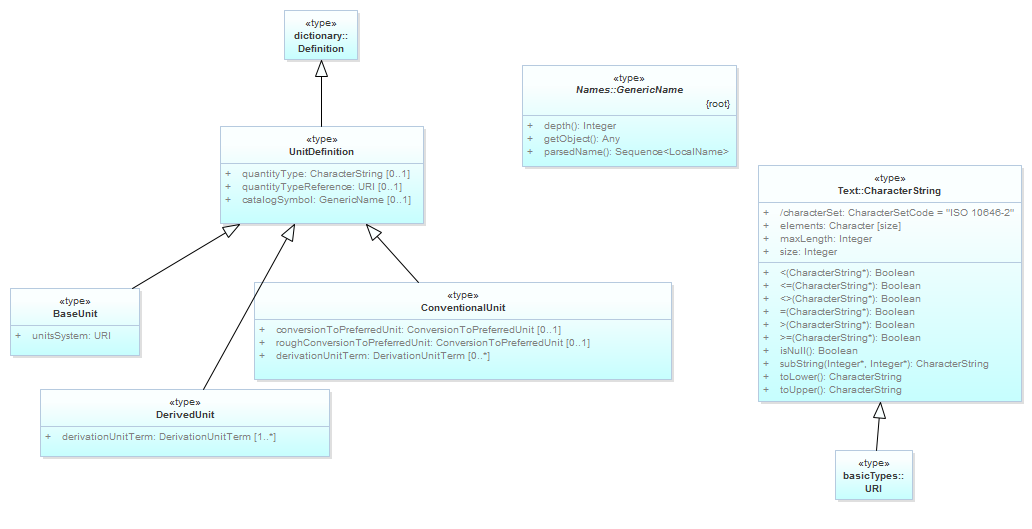 «type»
dictionary::
Definition
«type»
UnitDefinition
+ quantityType: CharacterString [0..1]
+ quantityTypeReference: URI [0..1]
+ catalogSymbol: GenericName [0..1]
«type»
Names::GenericName
{root}
+ depth(): Integer
+ getObject(): Any
+ parsedName(): Sequence<LocalName>
«type»
Text::CharacterString
+ /characterSet: CharacterSetCode = "ISO 10646-2"
+ elements: Character [size]
+ maxLength: Integer
+ size: Integer
+ <(CharacterString*): Boolean
+ <=(CharacterString*): Boolean
+ <>(CharacterString*): Boolean
+ =(CharacterString*): Boolean
+ >(CharacterString*): Boolean
+ >=(CharacterString*): Boolean
+ isNull(): Boolean
+ subString(Integer*, Integer*): CharacterString
+ toLower(): CharacterString
+ toUpper(): CharacterString
«type»
BaseUnit
+ unitsSystem: URI
«type»
ConventionalUnit
+ conversionToPreferredUnit: ConversionToPreferredUnit [0..1]
+ roughConversionToPreferredUnit: ConversionToPreferredUnit [0..1]
+ derivationUnitTerm: DerivationUnitTerm [0..*]
«type»
DerivedUnit
+ derivationUnitTerm: DerivationUnitTerm [1..*]
«type»
basicTypes::
URI